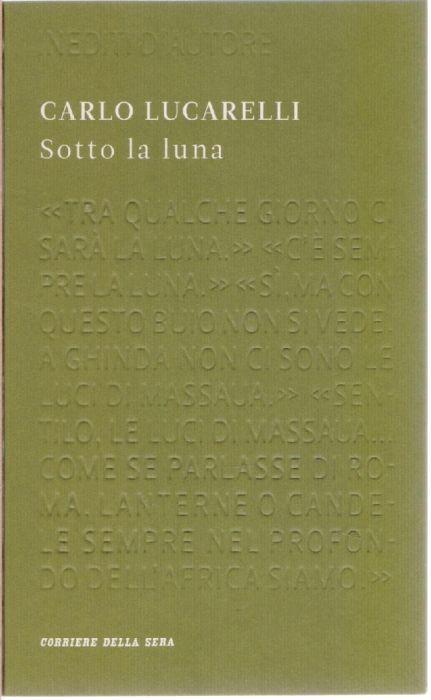 INEDITI D'AUTORE
CARLO LUCARELLI
Sotto la luna
«TRA QUALCHE GIORNO CI
SARÀ LA LUNA.» «C'È SEM-
PRE LA LUNA.» «SÌ, MA CON
QUESTO BUIO NON SI VEDE.
A GHINDA NON CI SONO LE
LUCI DI MASSAUA.» «SEN-
TILO, LE LUCI DI MASSAUA...
COME SE PARLASSE DI RO-
MA. LANTERNE O CANDE-
LE SEMPRE NEL PROFON-
DO DELL'AFRICA SIAMO.»
CORRIERE DELLA SERA